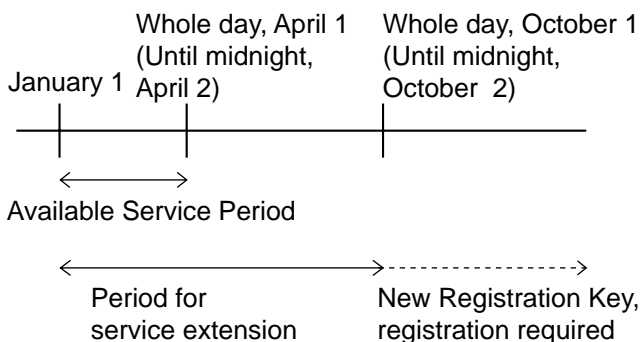 January 1
Whole day, April 1
(Until midnight,
April 2)
Whole day, October 1
(Until midnight,
October 2)
Available Service Period
Period for
service extension
New Registration Key,
registration required